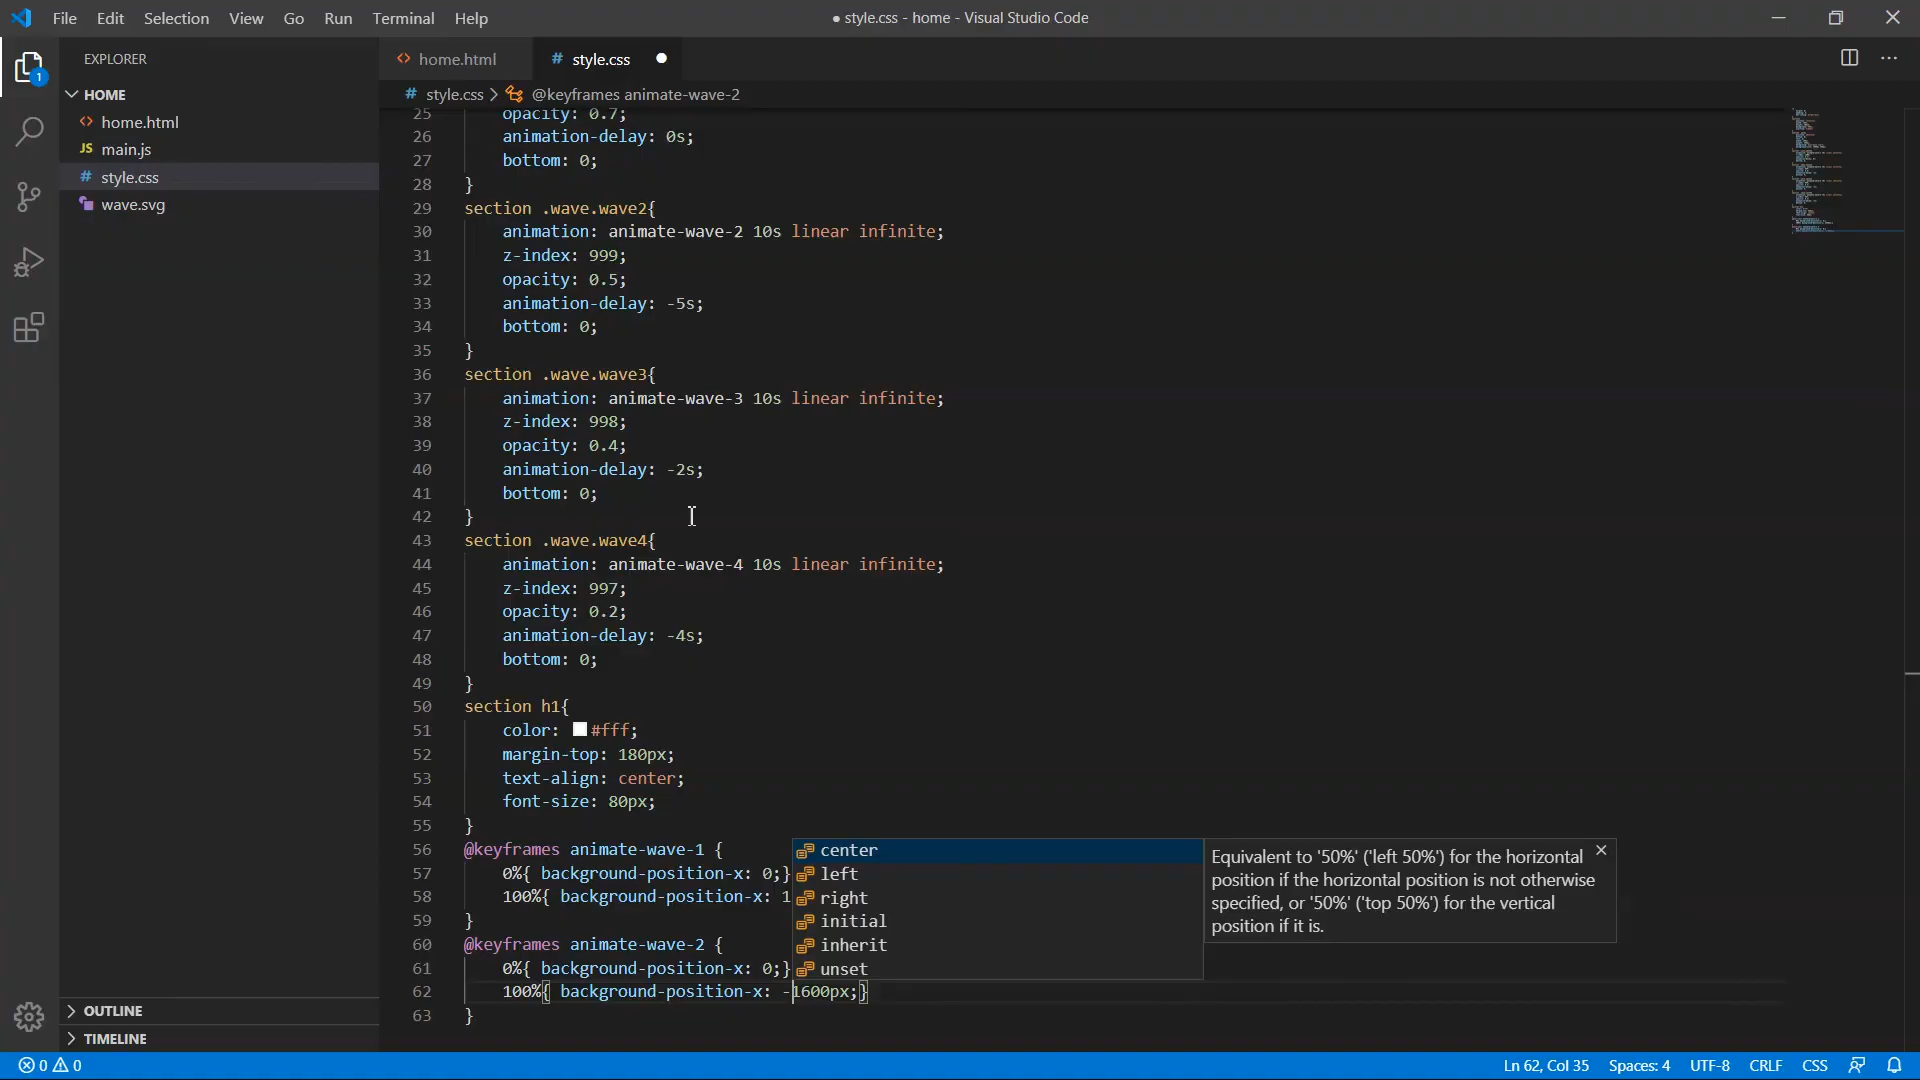 File Edit Selection View Go Run Terminal Help
● style.css - home - Visual Studio Code
EXPLORER
home.html
style.css
HOME
style.css > @keyframes animate-wave-2
home.html
main.js
style.css
wave.svg
OUTLINE
TIMELINE
25 opacity: 0.7;
26 animation-delay: 0s;
27 bottom: 0;
28 }
29 section .wave.wave2{
30 animation: animate-wave-2 10s linear infinite;
31 z-index: 999;
32 opacity: 0.5;
33 animation-delay: -5s;
34 bottom: 0;
35 }
36 section .wave.wave3{
37 animation: animate-wave-3 10s linear infinite;
38 z-index: 998;
39 opacity: 0.4;
40 animation-delay: -2s;
41 bottom: 0;
42 }
43 section .wave.wave4{
44 animation: animate-wave-4 10s linear infinite;
45 z-index: 997;
46 opacity: 0.2;
47 animation-delay: -4s;
48 bottom: 0;
49 }
50 section h1{
51 color: #fff;
52 margin-top: 180px;
53 text-align: center;
54 font-size: 80px;
55 }
56 @keyframes animate-wave-1 {
57 0%{ background-position-x: 0;}
58 100%{ background-position-x: 1
59 }
60 @keyframes animate-wave-2 {
61 0%{ background-position-x: 0;}
62 100%{ background-position-x: -1600px;}
63 }
center
left
right
initial
inherit
unset
Equivalent to '50%' ('left 50%') for the horizontal
position if the horizontal position is not otherwise
specified, or '50%' ('top 50%') for the vertical
position if it is.
1
0 0
Ln 62, Col 35 Spaces: 4 UTF-8 CRLF CSS